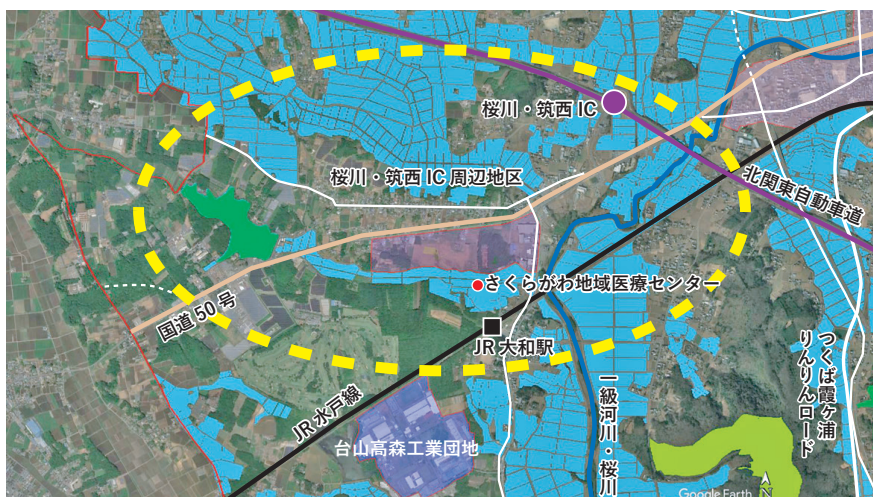 桜川・筑西 IC
桜川・筑西 IC 周辺地区
北関東自動車道
さくらがわ地域医療センター
国道 50 号
JR 大和駅
つくば霞ヶ浦
りんりんロード
JR 水戸線
一級河川・桜川
台山高森工業団地
Google Earth
N